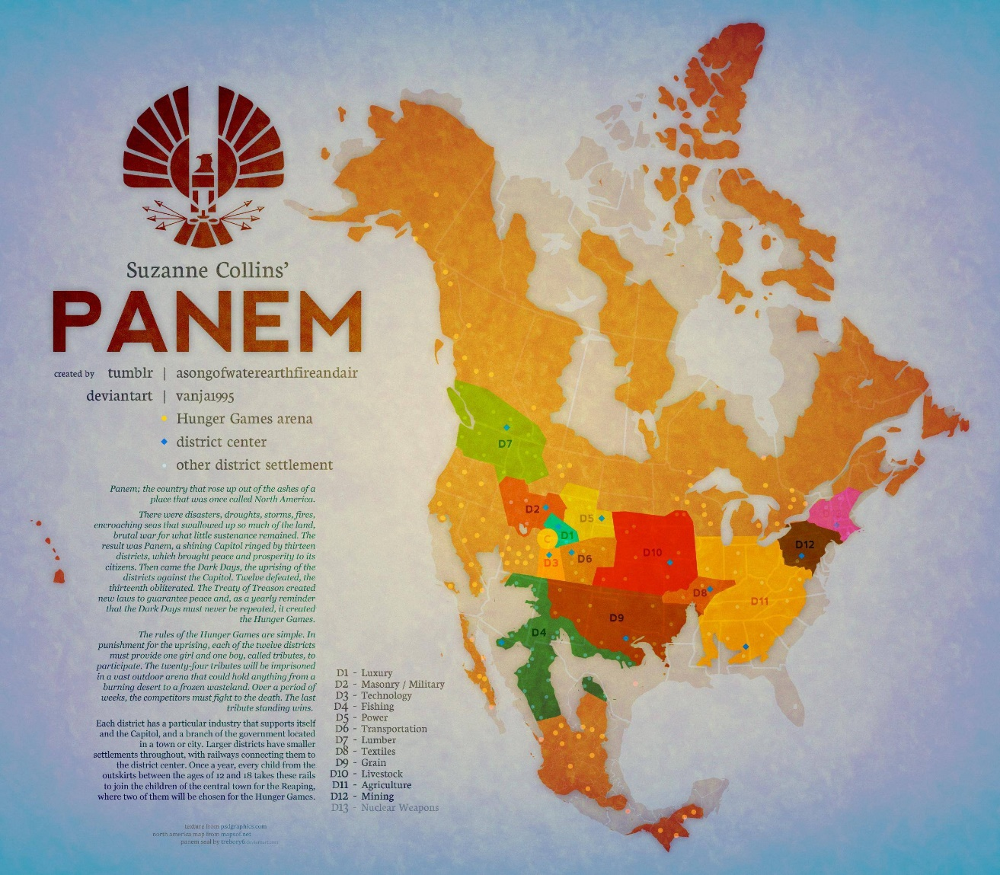 Suzanne Collins’
PANEM
created by tumblr | asongofwaterearthfireandair
deviantart | vanja1995
Hunger Games arena
district center
other district settlement
Panem; the country that rose up out of the ashes of a
place that was once called North America.
There were disasters, droughts, storms, fires,
encroaching seas that swallowed up so much of the land,
brutal war for what little sustenance remained. The
result was Panem, a shining Capitol ringed by thirteen
districts, which brought peace and prosperity to its
citizens. Then came the Dark Days, the uprising of the
districts against the Capitol. Twelve defeated, the
thirteenth obliterated. The Treaty of Treason created
new laws to guarantee peace and, as a yearly reminder
that the Dark Days must never be repeated, it created
the Hunger Games.
The rules of the Hunger Games are simple. In
punishment for the uprising, each of the twelve districts
must provide one girl and one boy, called tributes, to
participate. The twenty-four tributes will be imprisoned
in a vast outdoor arena that could hold anything from a
burning desert to a frozen wasteland. Over a period of
weeks, the competitors must fight to the death. The last
tribute standing wins.
Each district has a particular industry that supports itself
and the Capitol, and a branch of the government located
in a town or city. Larger districts have smaller
settlements throughout, with railways connecting them to
the district center. Once a year, every child from the
outskirts between the ages of 12 and 18 takes these rails
to join the children of the central town for the Reaping,
where two of them will be chosen for the Hunger Games.
texture from psdgraphics.com
north america map from mapsof.net
panem seal by trebory6
D1 - Luxury
D2 - Masonry / Military
D3 - Technology
D4 - Fishing
D5 - Power
D6 - Transportation
D7 - Lumber
D8 - Textiles
D9 - Grain
D10 - Livestock
D11 - Agriculture
D12 - Mining
D13 - Nuclear Weapons
D7
D2
D5
D1
C
D3
D6
D10
D12
D8
D11
D9
D4